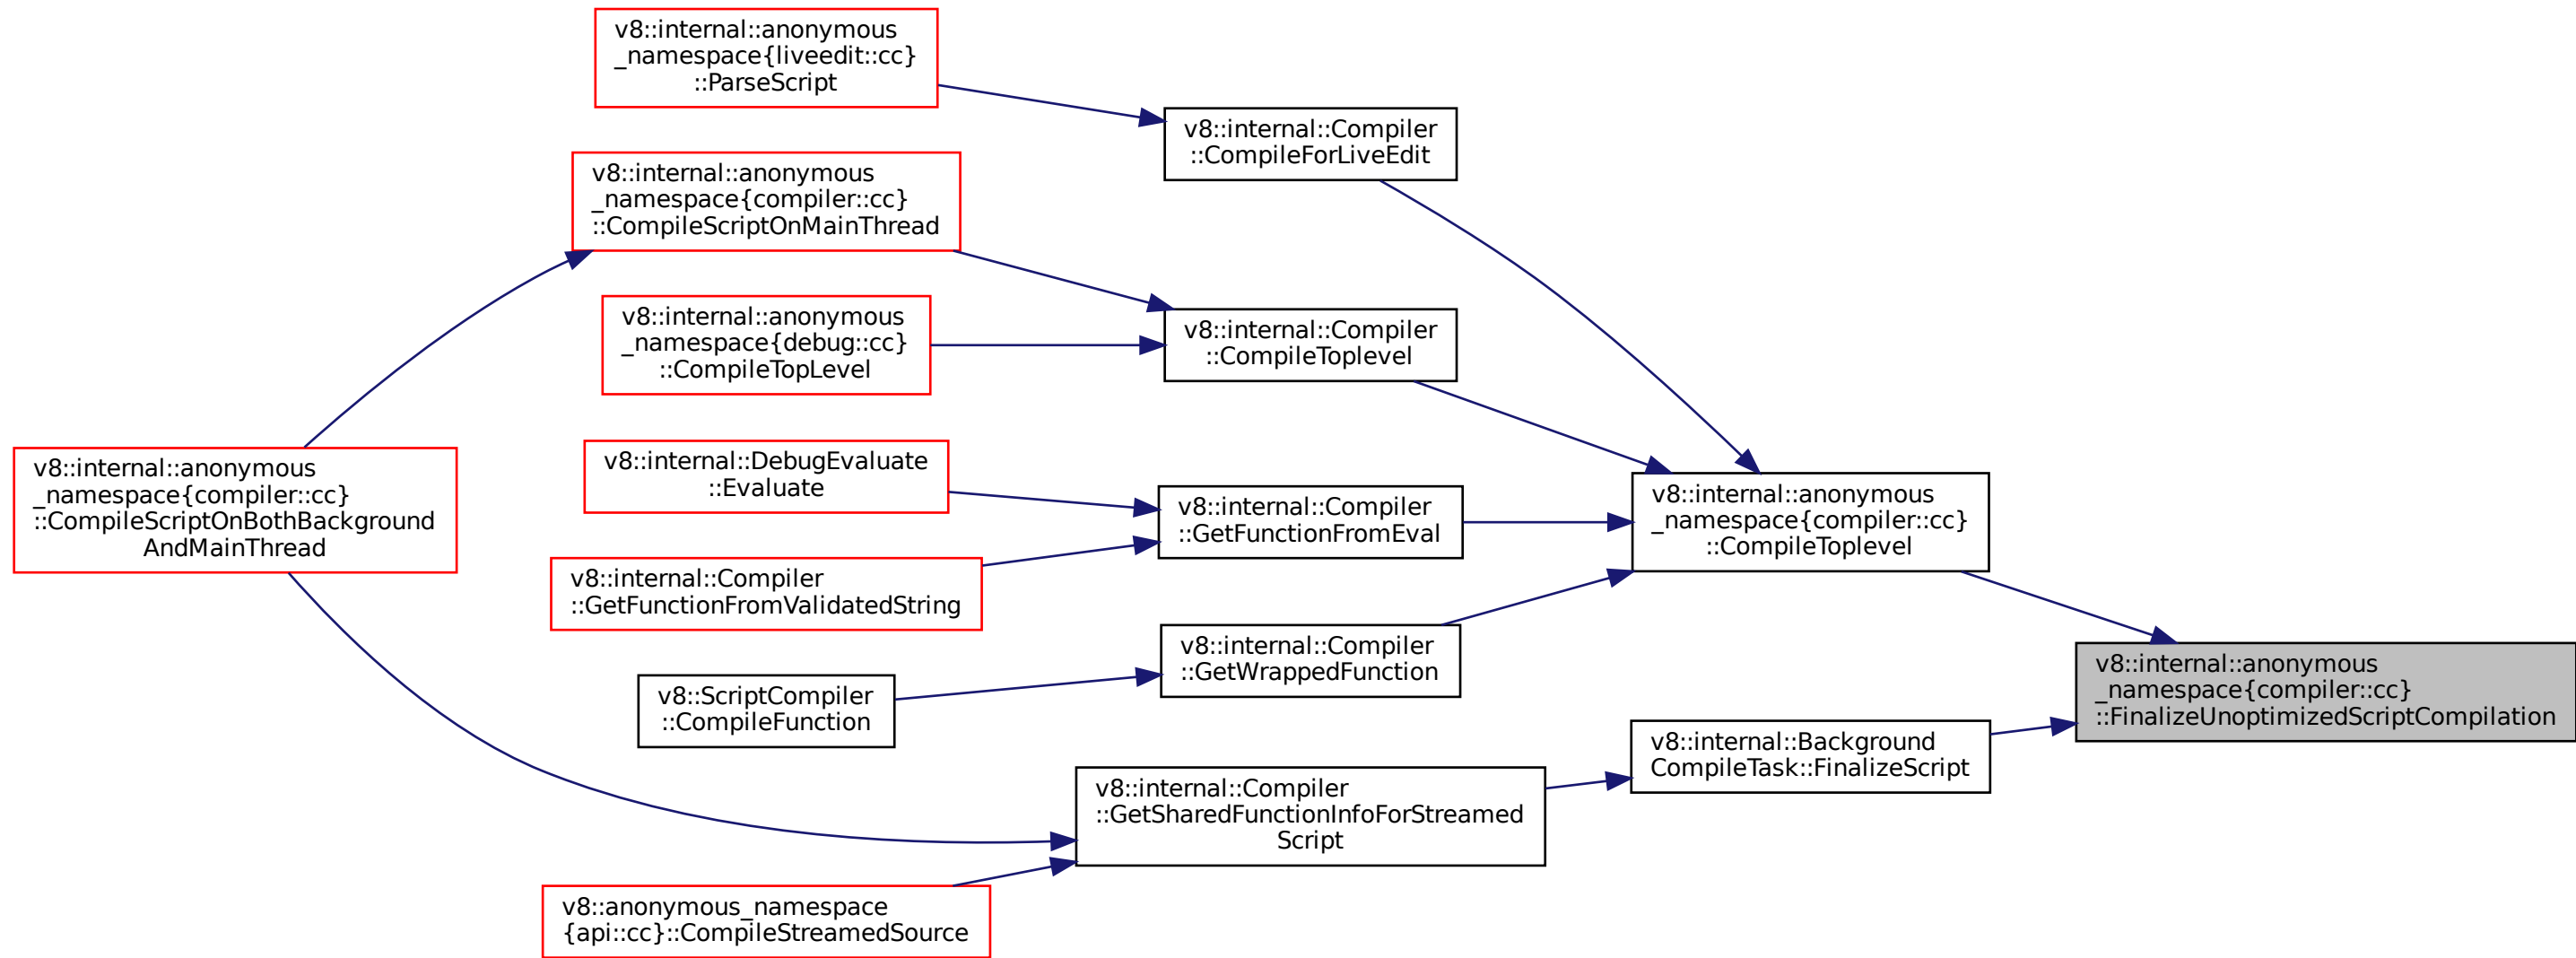 v8::internal::anonymous
_namespace{liveedit::cc}
::ParseScript
v8::internal::Compiler
::CompileForLiveEdit
v8::internal::anonymous
_namespace{compiler::cc}
::CompileScriptOnMainThread
v8::internal::anonymous
_namespace{debug::cc}
::CompileTopLevel
v8::internal::Compiler
::CompileToplevel
v8::internal::anonymous
_namespace{compiler::cc}
::CompileScriptOnBothBackground
AndMainThread
v8::internal::DebugEvaluate
::Evaluate
v8::internal::Compiler
::GetFunctionFromEval
v8::internal::anonymous
_namespace{compiler::cc}
::CompileToplevel
v8::internal::Compiler
::GetFunctionFromValidatedString
v8::internal::Compiler
::GetWrappedFunction
v8::ScriptCompiler
::CompileFunction
v8::internal::anonymous
_namespace{compiler::cc}
::FinalizeUnoptimizedScriptCompilation
v8::internal::Background
CompileTask::FinalizeScript
v8::internal::Compiler
::GetSharedFunctionInfoForStreamed
Script
v8::anonymous_namespace
{api::cc}::CompileStreamedSource